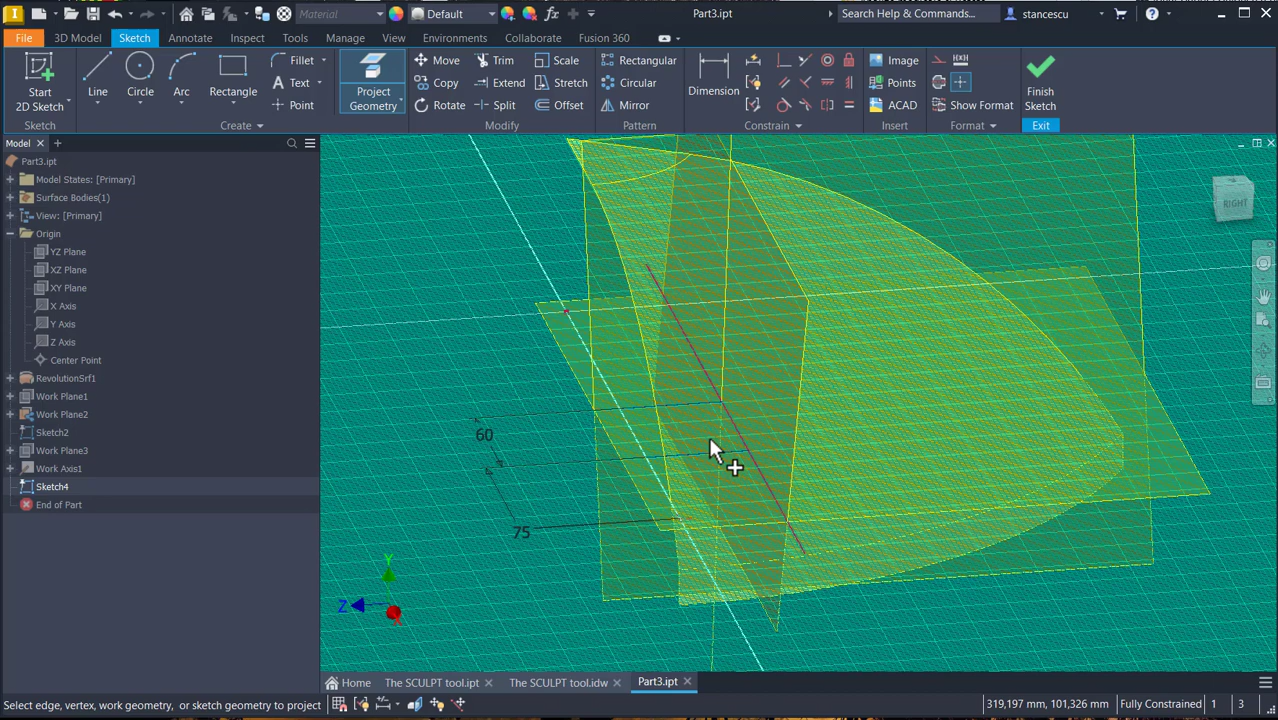 Material
Default
Part3.ipt
Search Help & Commands...
stancescu
File
3D Model
Sketch
Annotate
Inspect
Tools
Manage
View
Environments
Collaborate
Fusion 360
Start
2D Sketch
Line
Circle
Arc
Rectangle
Fillet
Text
Point
Project
Geometry
Move
Copy
Rotate
Trim
Extend
Split
Scale
Stretch
Offset
Rectangular
Circular
Mirror
Dimension
Image
Points
ACAD
Show Format
Finish
Sketch
Sketch
Create
Modify
Pattern
Constrain
Insert
Format
Exit
Model
Part3.ipt
Model States: [Primary]
Surface Bodies(1)
View: [Primary]
Origin
YZ Plane
XZ Plane
XY Plane
X Axis
Y Axis
Z Axis
Center Point
RevolutionSrf1
Work Plane1
Work Plane2
Sketch2
Work Plane3
Work Axis1
Sketch4
End of Part
RIGHT
60
75
Y
Z
X
Home
The SCULPT tool.ipt
The SCULPT tool.idw
Part3.ipt
Select edge, vertex, work geometry, or sketch geometry to project
319,197 mm, 101,326 mm
Fully Constrained
1
3